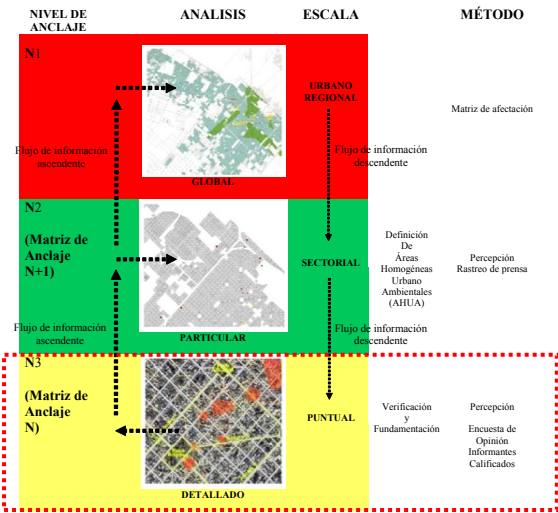 NIVEL DE
ANCLAJE
ANALISIS
ESCALA
MÉTODO
N1
URBANO
REGIONAL
Matriz de afectación
Flujo de información
ascendente
Flujo de información
descendente
GLOBAL
N2
(Matriz de
Anclaje
N+1)
SECTORIAL
Definición
De
Áreas
Homogéneas
Urbano
Ambientales
(AHUA)
Percepción
Rastreo de prensa
Flujo de información
ascendente
Flujo de información
descendente
PARTICULAR
N3
(Matriz de
Anclaje
N)
PUNTUAL
Verificación
y
Fundamentación
Percepción
Encuesta de
Opinión
Informantes
Calificados
DETALLADO